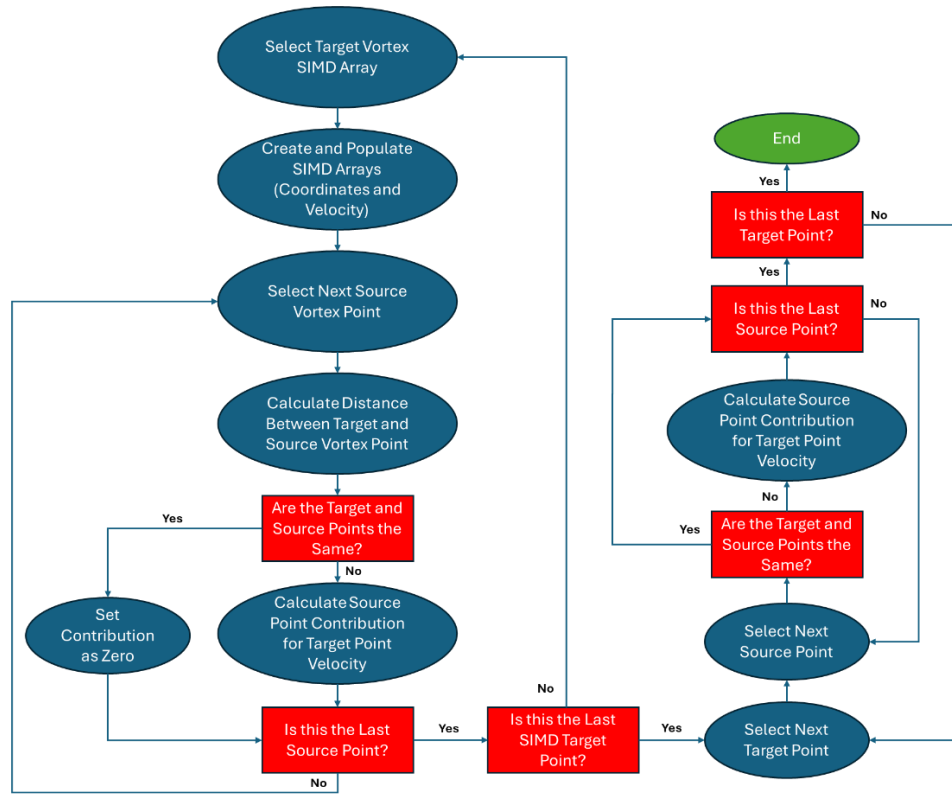 Select Target Vortex
SIMD Array
Create and Populate
SIMD Arrays
(Coordinates and
Velocity)
Select Next Source
Vortex Point
Calculate Distance
Between Target and
Source Vortex Point
Are the Target and
Source Points the
Same?
Yes
No
Set
Contribution
as Zero
Calculate Source
Point Contribution
for Target Point
Velocity
Is this the Last
Source Point?
Yes
No
Is this the Last
SIMD Target
Point?
No
Yes
Select Next
Target Point
Select Next
Source Point
Are the Target and
Source Points the
Same?
Yes
No
Calculate Source
Point Contribution
for Target Point
Velocity
Is this the Last
Source Point?
No
Yes
Is this the Last
Target Point?
No
Yes
End